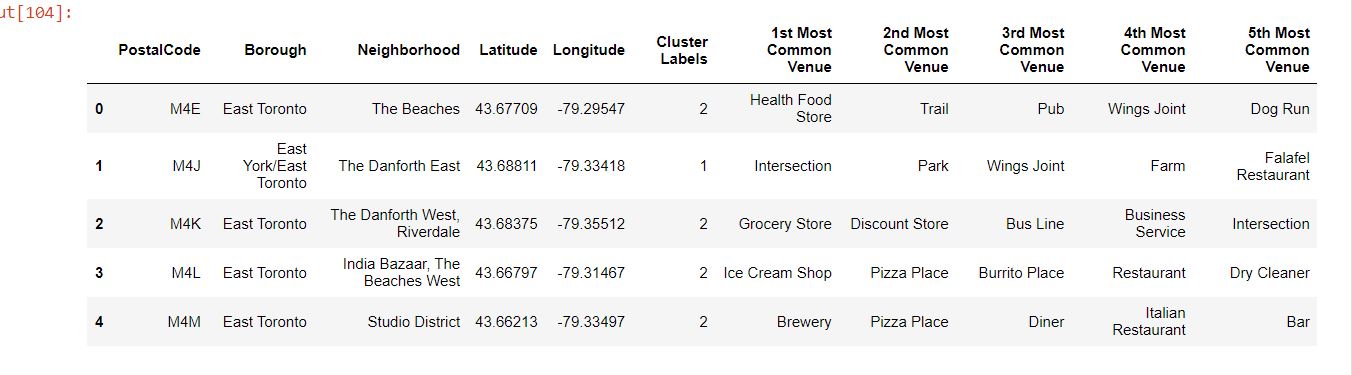 ut[104]:
PostalCode Borough Neighborhood Latitude Longitude Cluster Labels 1st Most Common Venue 2nd Most Common Venue 3rd Most Common Venue 4th Most Common Venue 5th Most Common Venue
0 M4E East Toronto The Beaches 43.67709 -79.29547 2 Health Food Store Trail Pub Wings Joint Dog Run
1 M4J East York/East Toronto The Danforth East 43.68811 -79.33418 1 Intersection Park Wings Joint Farm Falafel Restaurant
2 M4K East Toronto The Danforth West, Riverdale 43.68375 -79.35512 2 Grocery Store Discount Store Bus Line Business Service Intersection
3 M4L East Toronto India Bazaar, The Beaches West 43.66797 -79.31467 2 Ice Cream Shop Pizza Place Burrito Place Restaurant Dry Cleaner
4 M4M East Toronto Studio District 43.66213 -79.33497 2 Brewery Pizza Place Diner Italian Restaurant Bar